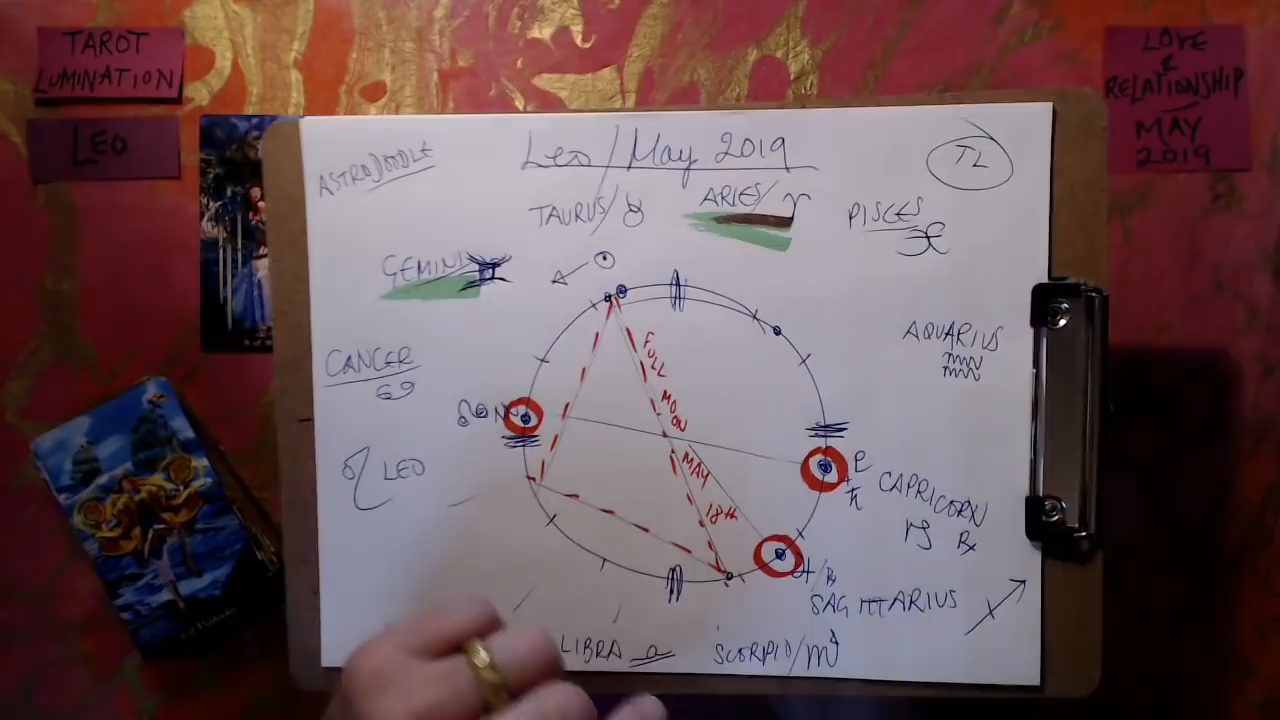 TAROT
LUMINATION
LEO
LOVE
&
RELATIONSHIP
MAY
2019
ASTRODOODLE
Leo/May 2019
TL
TAURUS/♉
ARIES/♈
PISCES
♓
GEMINI ♊
CANCER
♋
AQUARIUS
♒
♌ LEO
FULL
MOON
MAY
18th
CAPRICORN
♑ ℞
♃/℞
SAGITTARIUS
LIBRA ♎
SCORPIO/♏